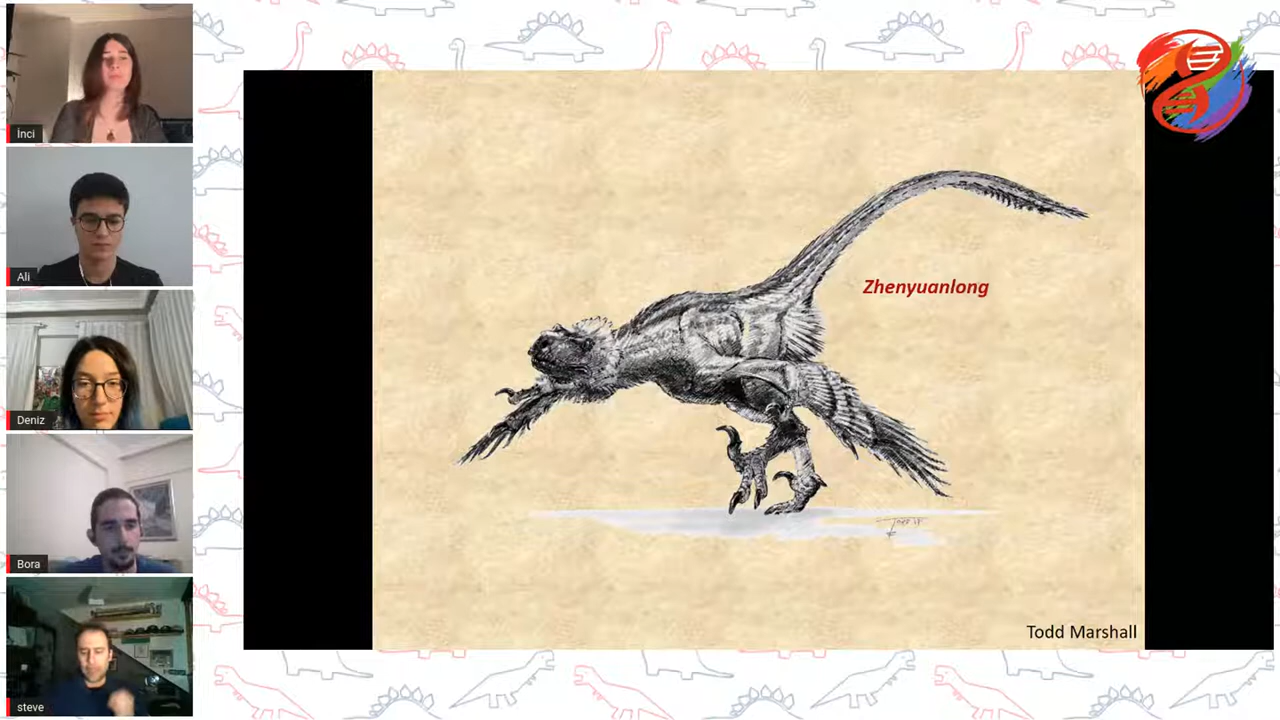 İnci
Ali
Deniz
Bora
steve
Zhenyuanlong
Todd Marshall